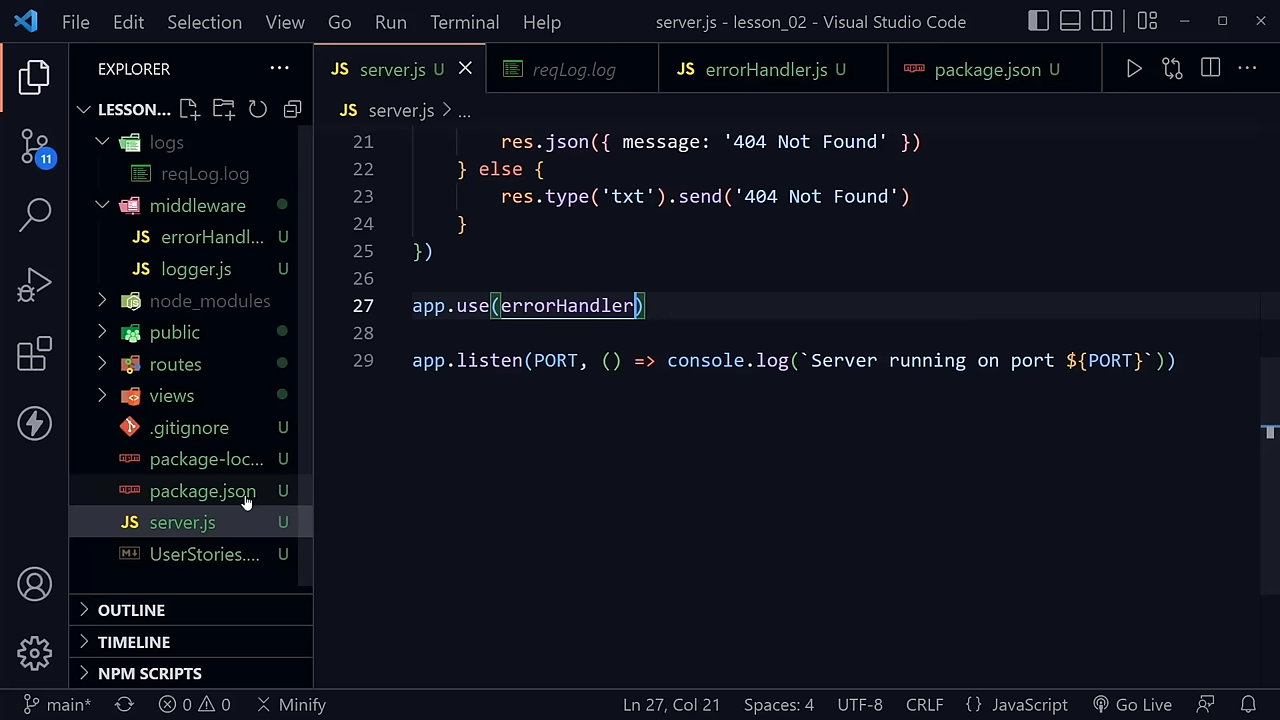 File Edit Selection View Go Run Terminal Help server.js - lesson_02 - Visual Studio Code
EXPLORER
LESSON...
logs
reqLog.log
middleware
errorHandl... U
logger.js U
node_modules
public
routes
views
.gitignore U
package-loc... U
package.json U
server.js U
UserStories.... U
OUTLINE
TIMELINE
NPM SCRIPTS
11
JS server.js U reqLog.log JS errorHandler.js U package.json U
JS server.js > ...
21 res.json({ message: '404 Not Found' })
22 } else {
23 res.type('txt').send('404 Not Found')
24 }
25 })
26
27 app.use(errorHandler)
28
29 app.listen(PORT, () => console.log(`Server running on port ${PORT}`))
main* 0 0 Minify Ln 27, Col 21 Spaces: 4 UTF-8 CRLF {} JavaScript Go Live